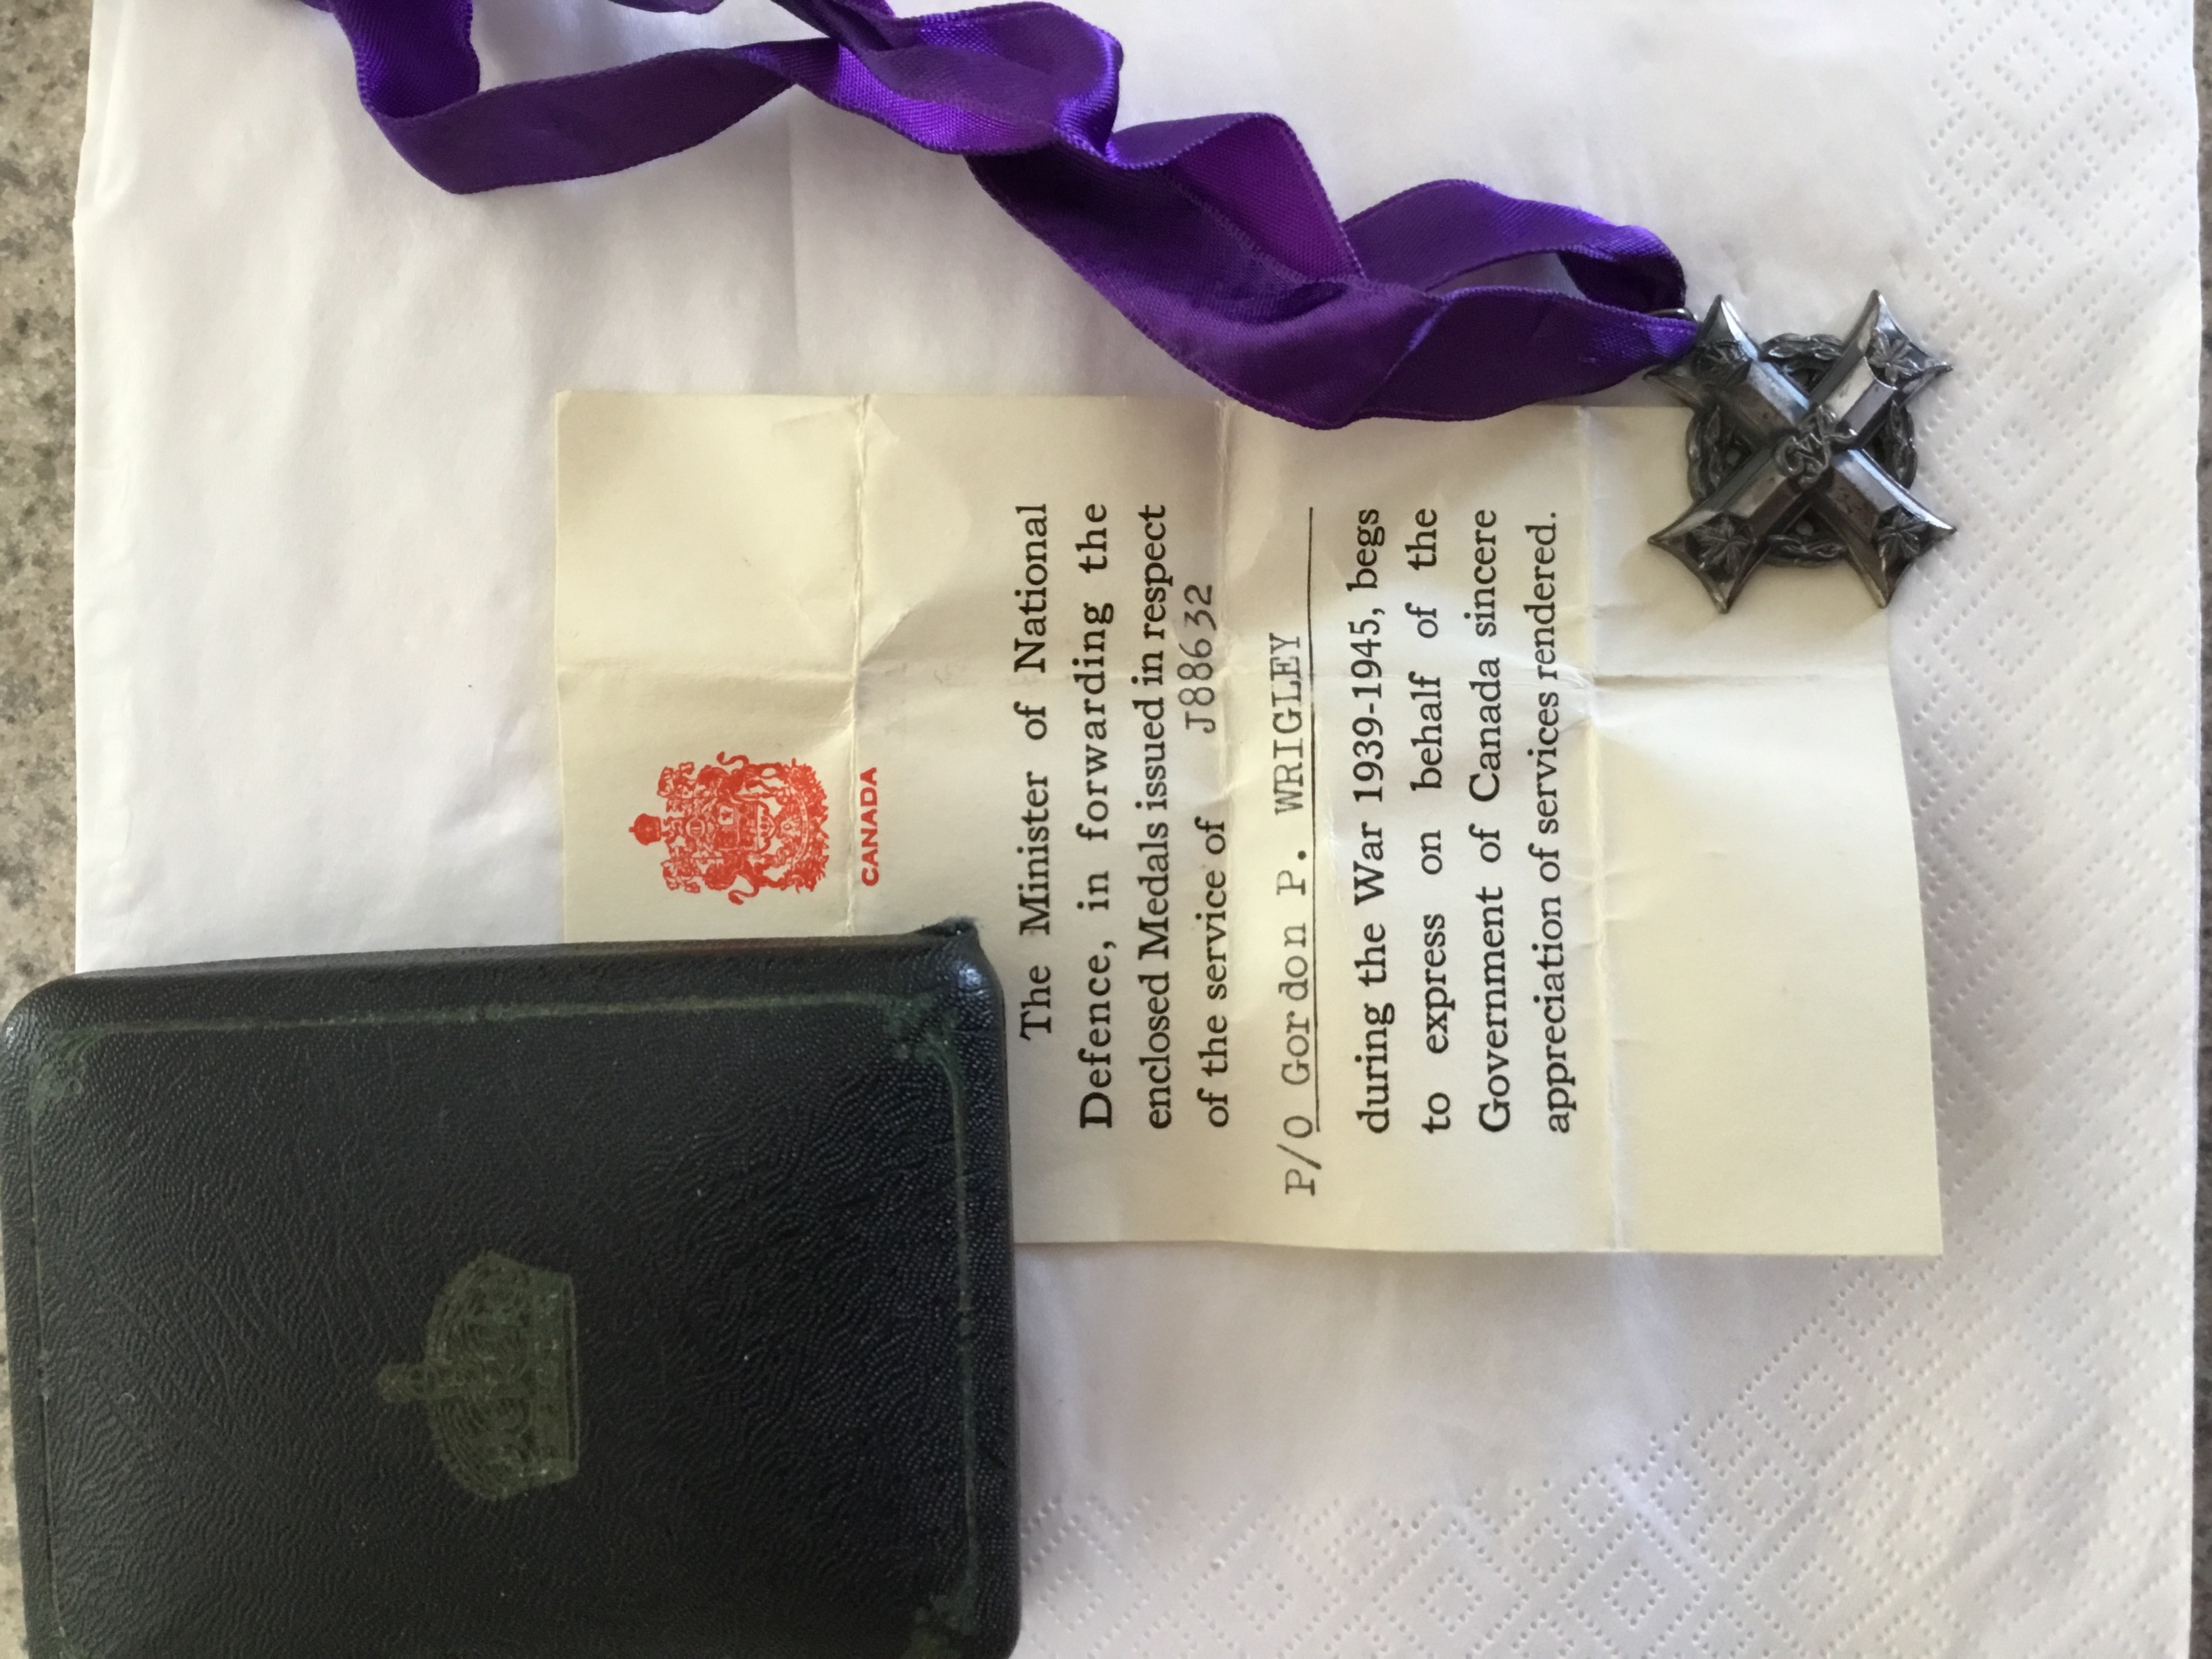 CANADA
The Minister of National
Defence, in forwarding the
enclosed Medals issued in respect
of the service of J88632
P/O Gordon P. WRIGLEY
during the War 1939-1945, begs
to express on behalf of the
Government of Canada sincere
appreciation of services rendered.